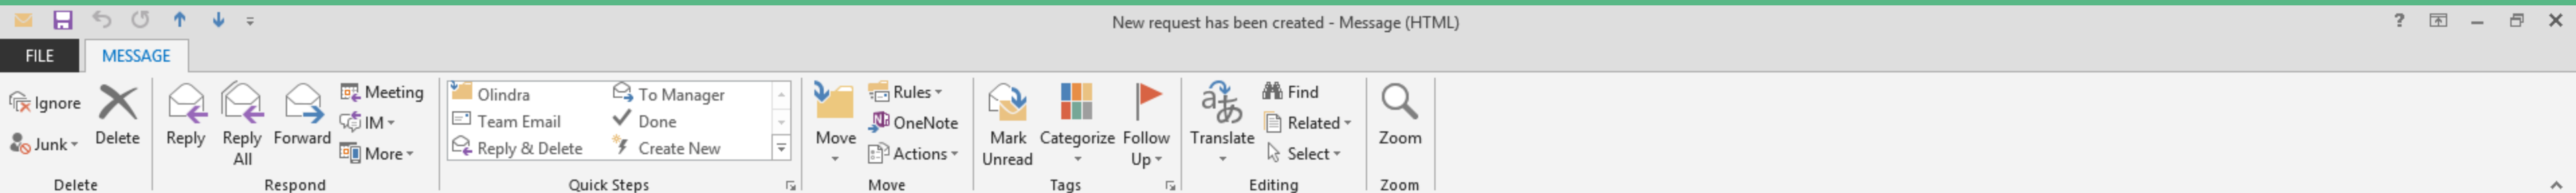 New request has been created - Message (HTML)
?
FILE
MESSAGE
Ignore
Junk
Delete
Delete
Reply
Reply All
Forward
Meeting
IM
More
Respond
Olindra
Team Email
Reply & Delete
To Manager
Done
Create New
Quick Steps
Move
Rules
OneNote
Actions
Move
Mark Unread
Categorize
Follow Up
Tags
Translate
Find
Related
Select
Editing
Zoom
Zoom